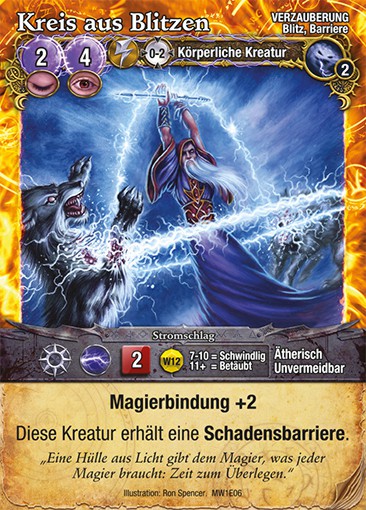 Kreis aus Blitzen
VERZAUBERUNG
Blitz, Barriere
2 4 0-2 Körperliche Kreatur 2
Stromschlag
2 W12 7-10 = Schwindlig
11+ = Betäubt
Ätherisch
Unvermeidbar
Magierbindung +2
Diese Kreatur erhält eine Schadensbarriere.
„Eine Hülle aus Licht gibt dem Magier, was jeder
Magier braucht: Zeit zum Überlegen.“
Illustration: Ron Spencer, MW1E06